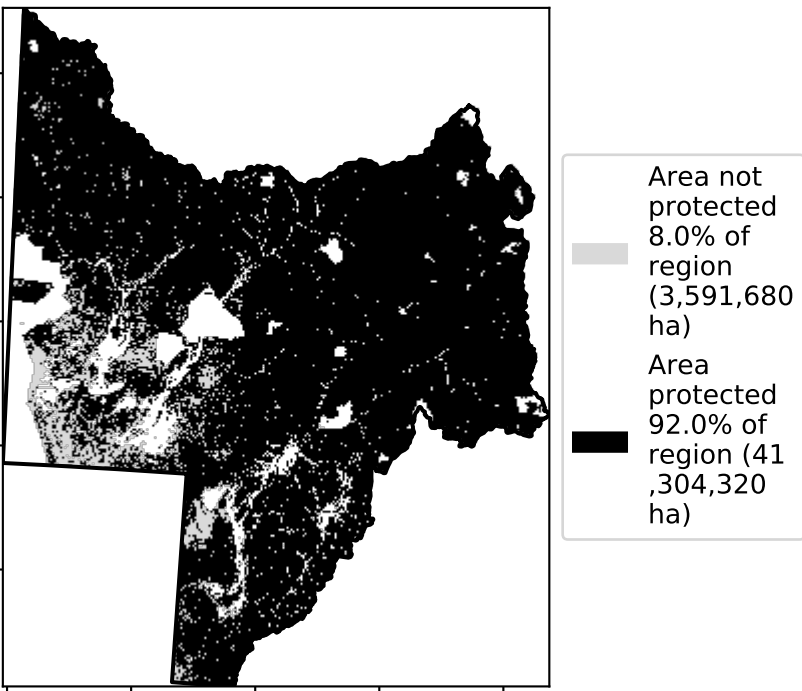 Area not
protected
8.0% of
region
(3,591,680
ha)
Area
protected
92.0% of
region (41
,304,320
ha)